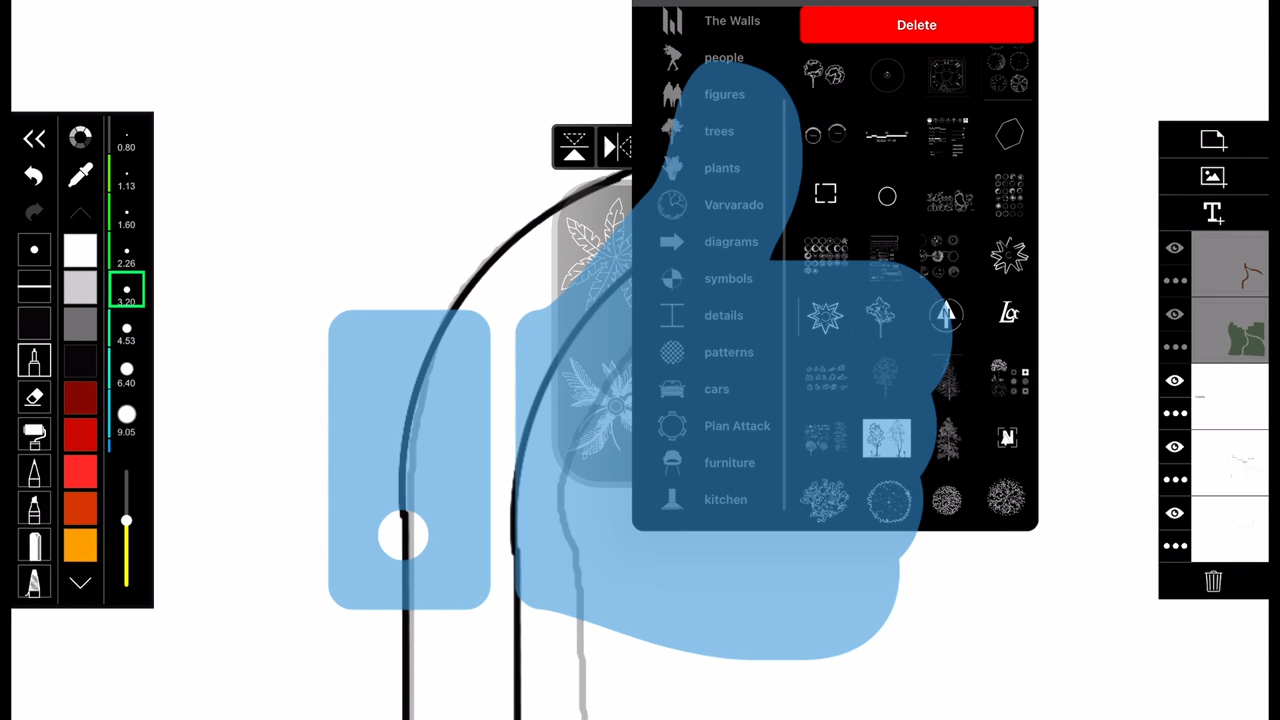 The Walls
Delete
people
figures
trees
plants
Varvarado
diagrams
symbols
details
patterns
cars
Plan Attack
furniture
kitchen
0.80
1.13
1.60
2.26
3.20
4.53
6.40
9.05
T+
N